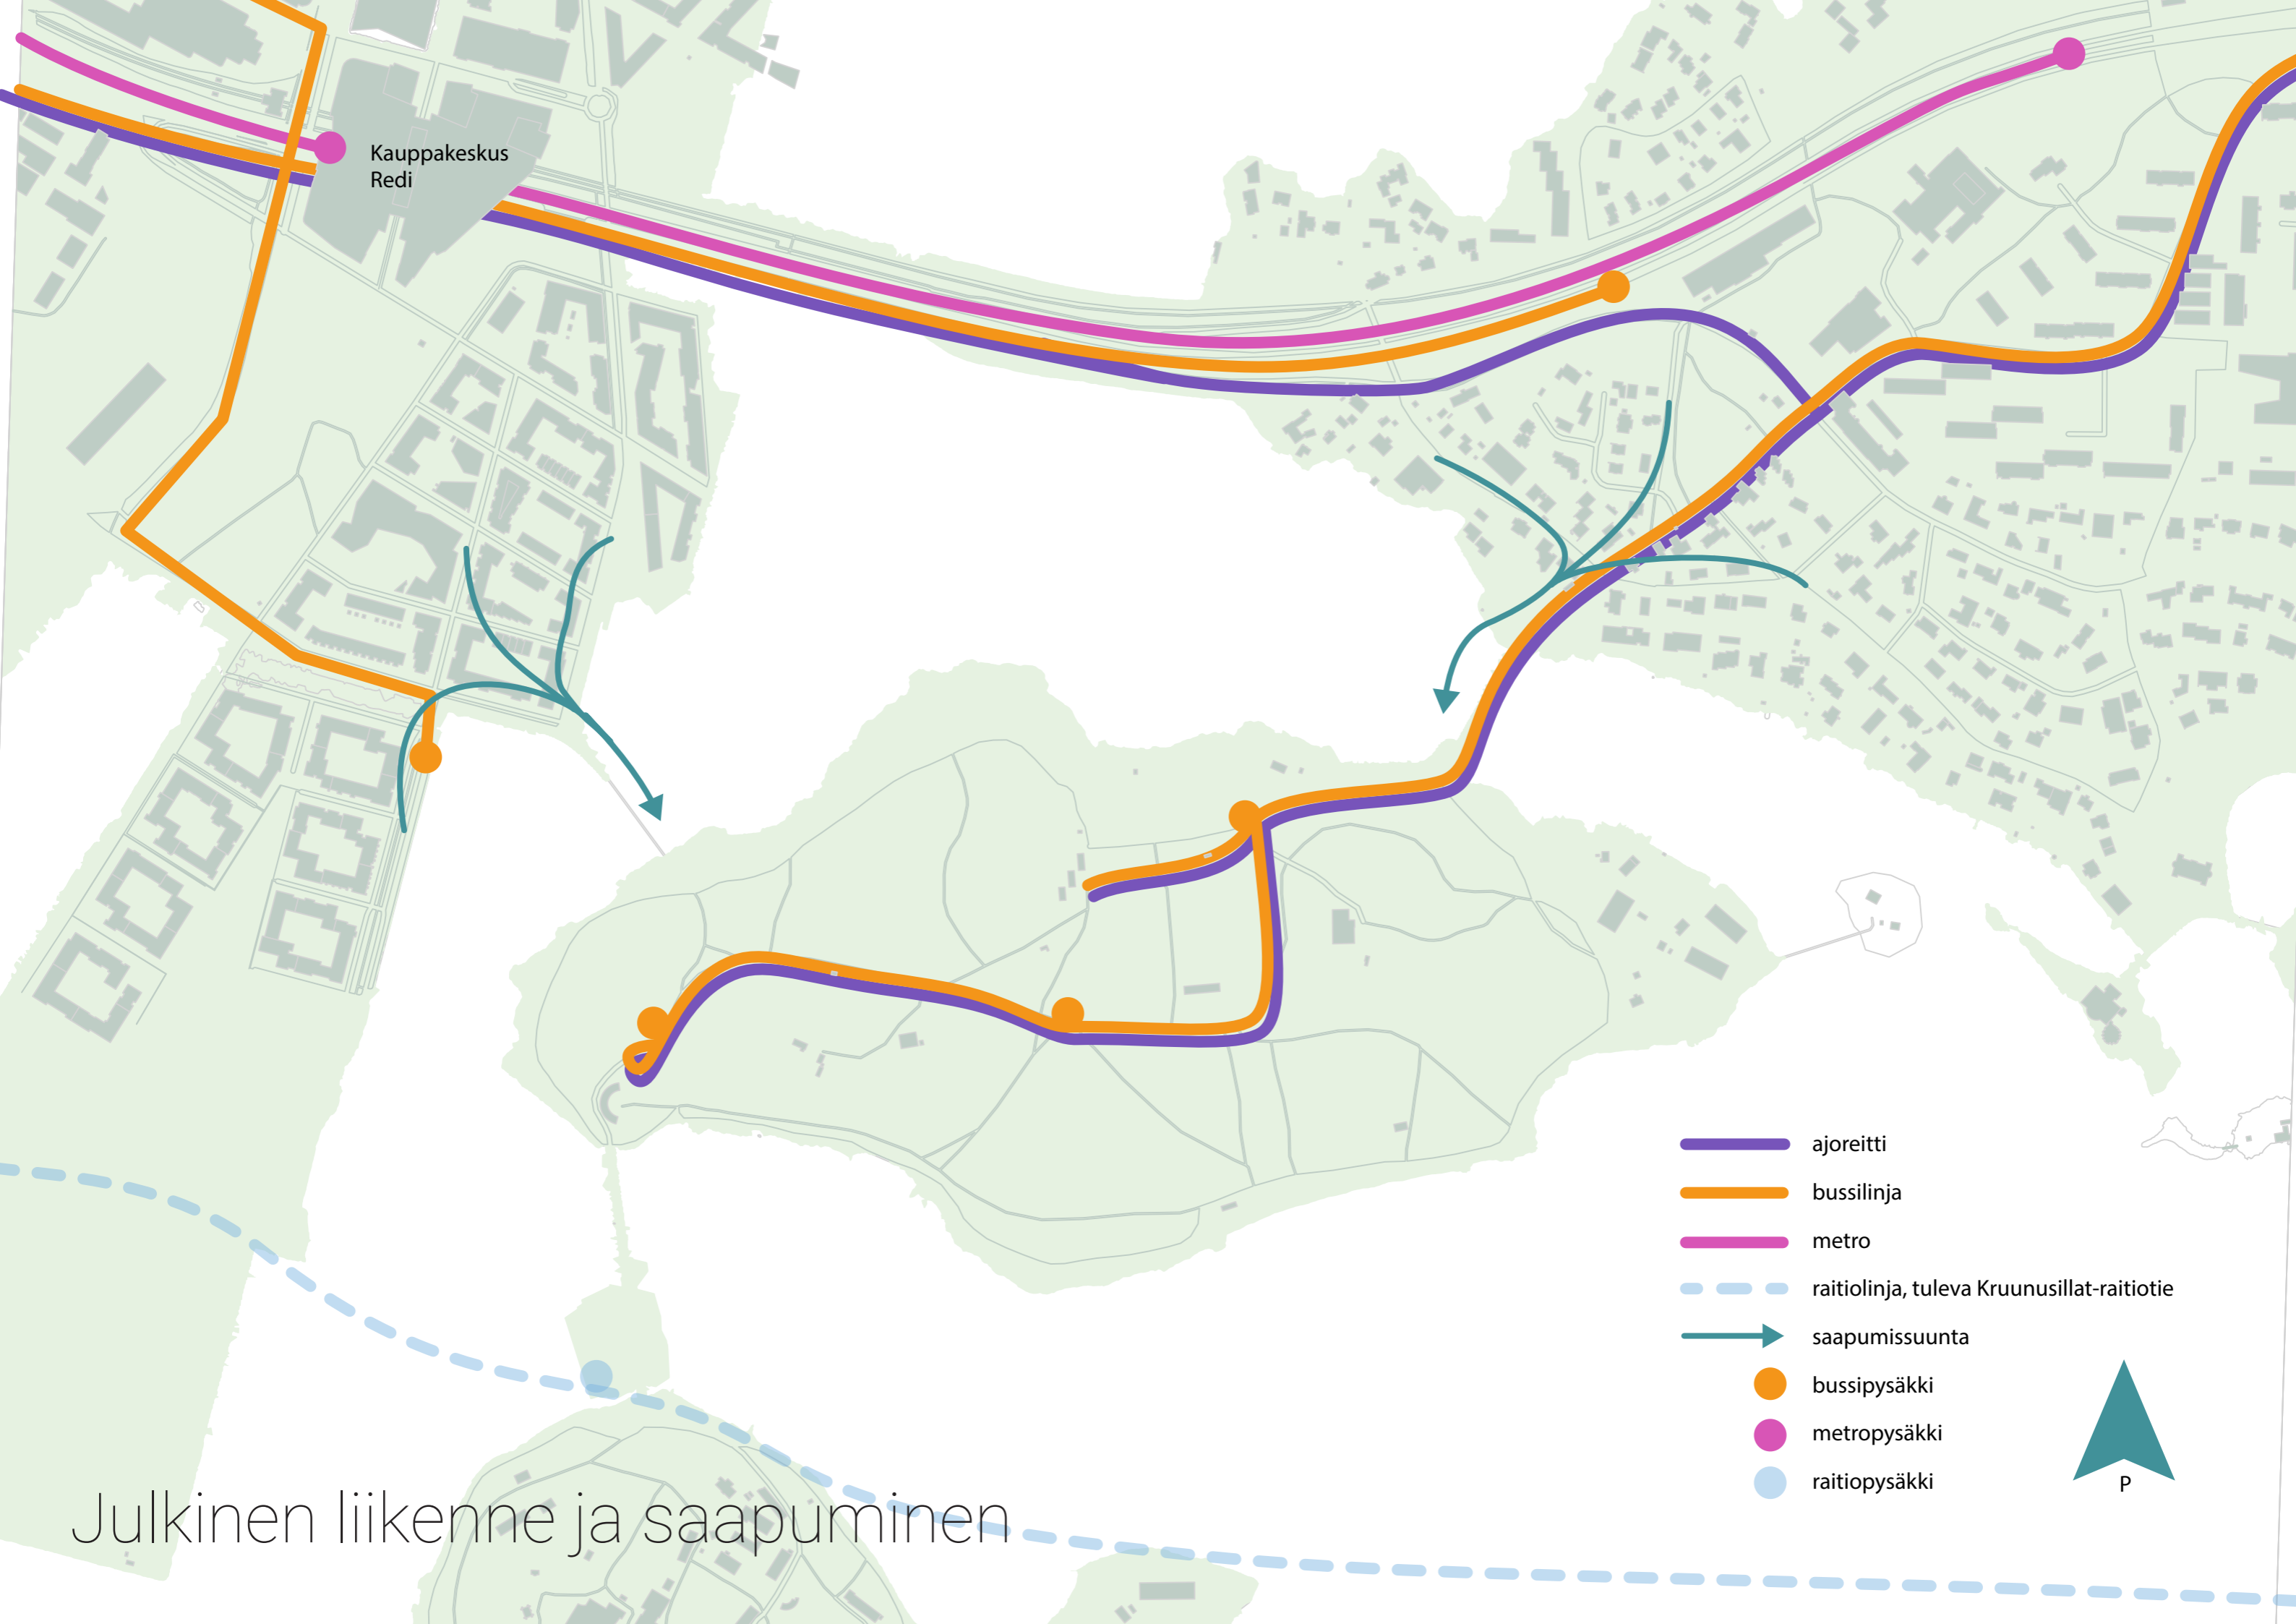 Kauppakeskus
Redi
ajoreitti
bussilinja
metro
raitiolinja, tuleva Kruunusillat-raitiotie
saapumissuunta
bussipysäkki
metropysäkki
raitiopysäkki
P
Julkinen liikenne ja saapuminen